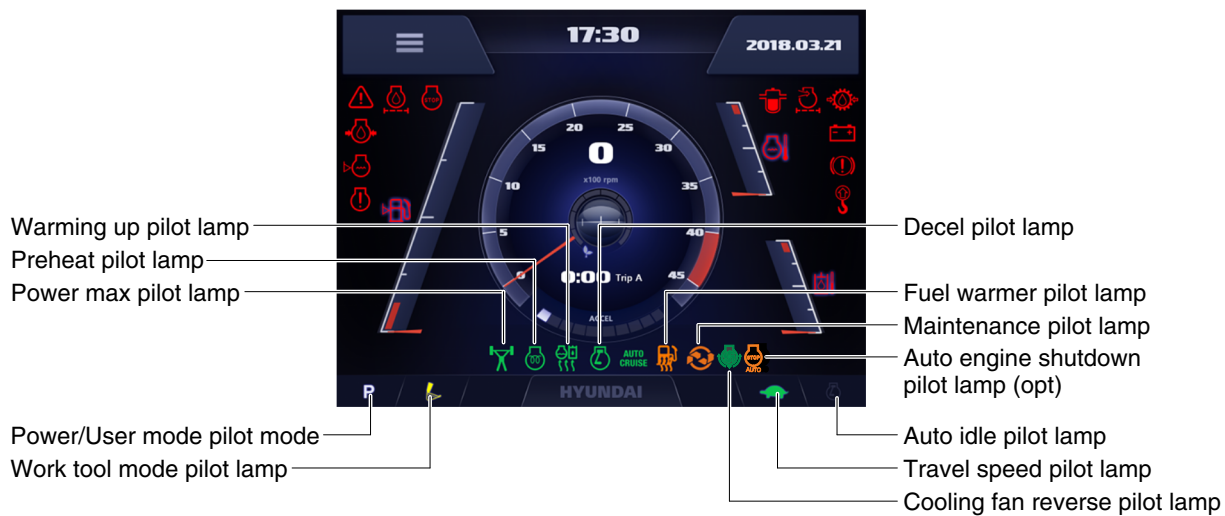 17:30
2018.03.21
STOP
20 25
15 30
0
x100 rpm
10 35
5 40
0 45
0:00 Trip A
ACCEL
AUTO
CRUISE
STOP
AUTO
P
HYUNDAI
Warming up pilot lamp
Preheat pilot lamp
Power max pilot lamp
Power/User mode pilot mode
Work tool mode pilot lamp
Decel pilot lamp
Fuel warmer pilot lamp
Maintenance pilot lamp
Auto engine shutdown
pilot lamp (opt)
Auto idle pilot lamp
Travel speed pilot lamp
Cooling fan reverse pilot lamp